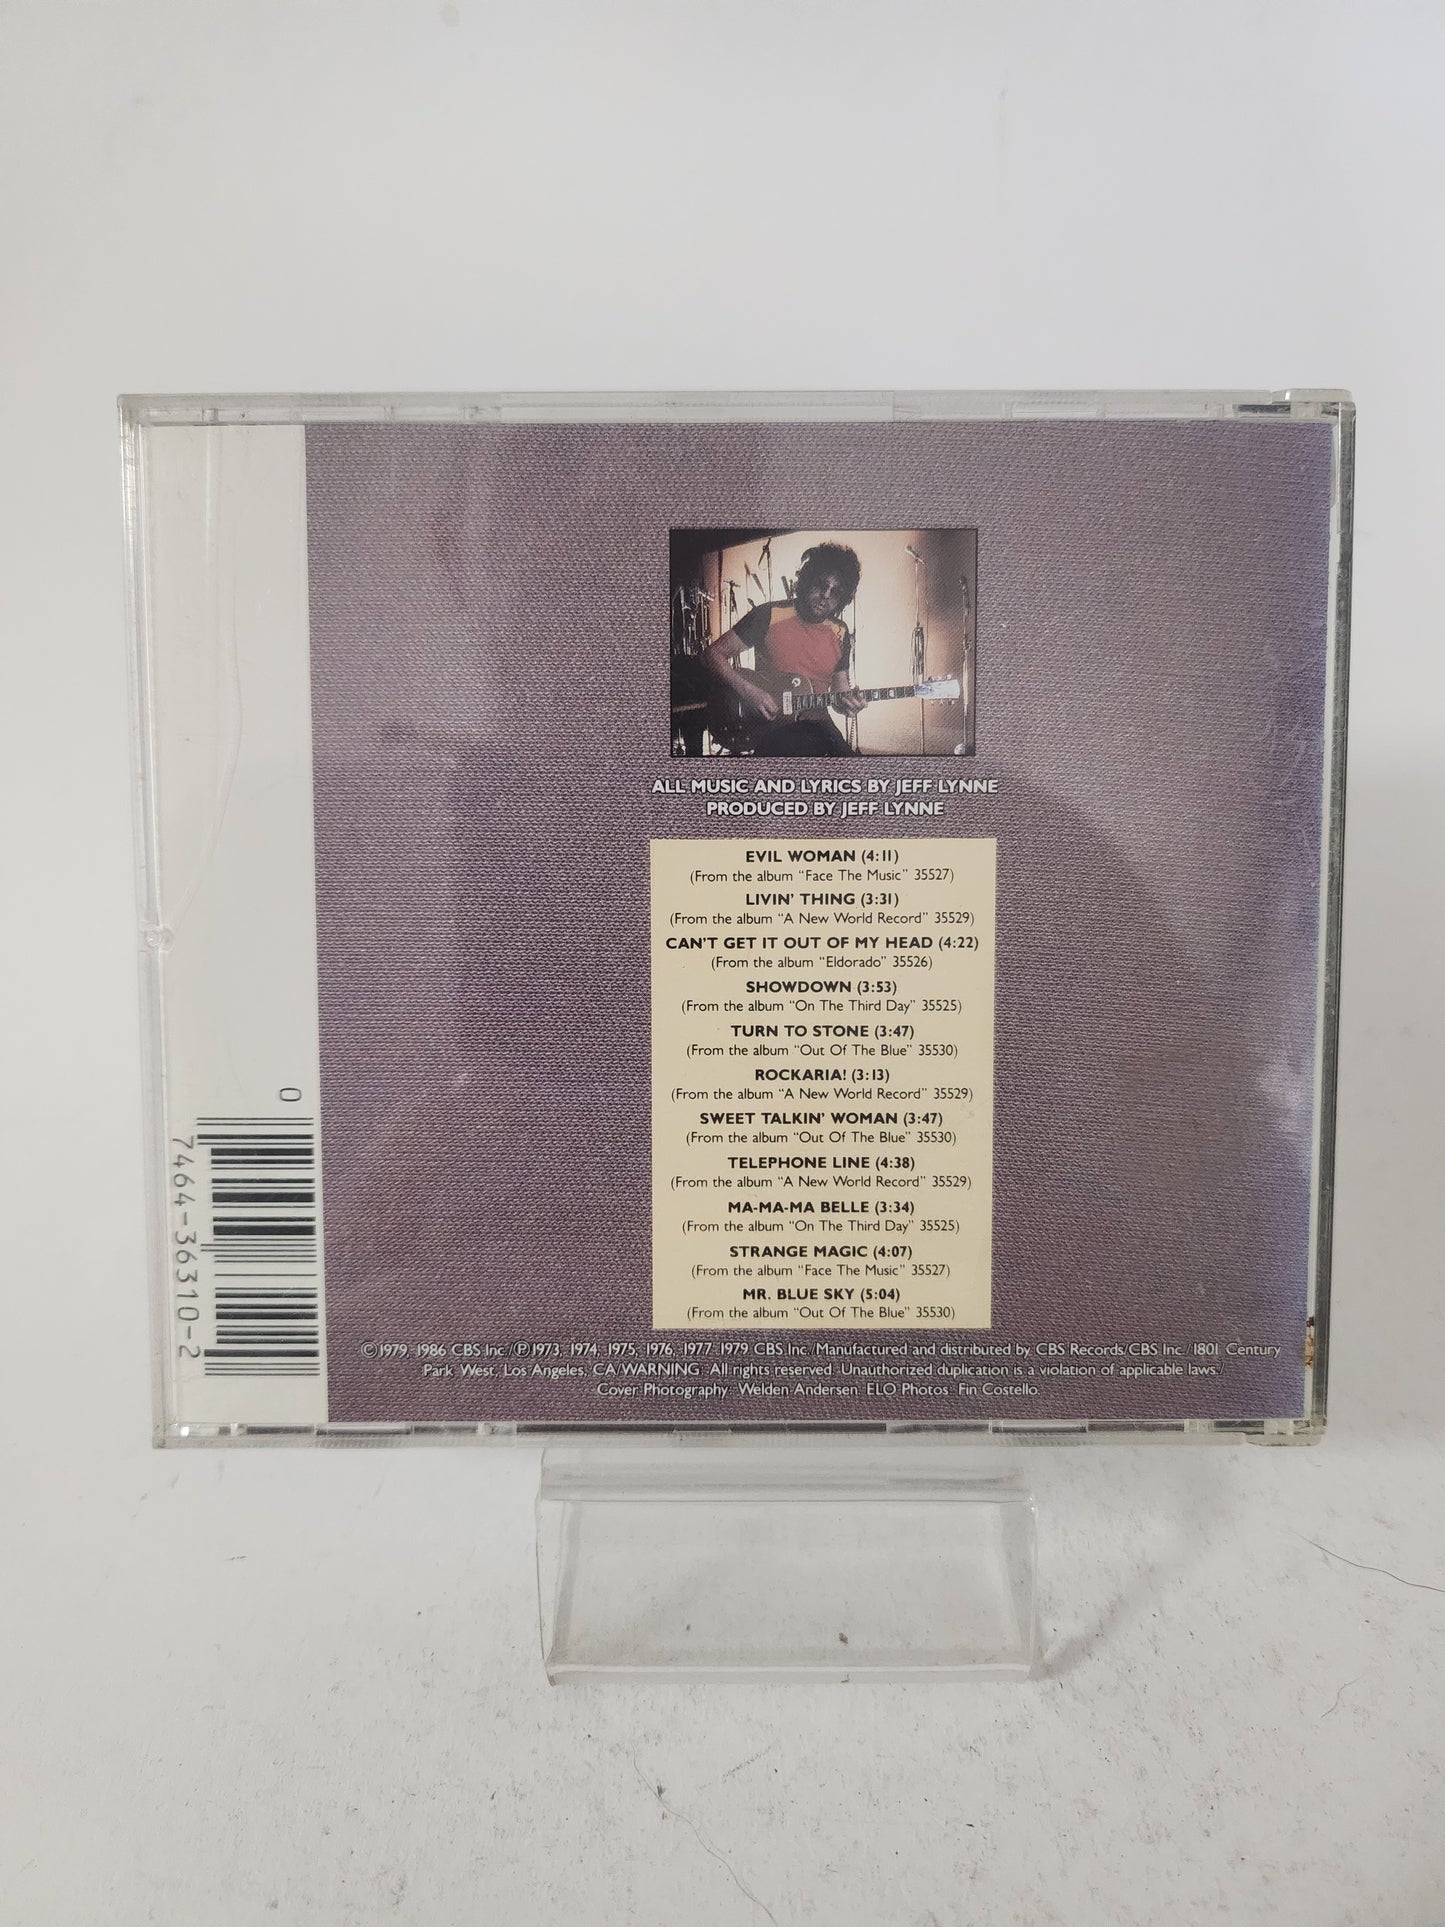 ALL MUSIC AND LYRICS BY JEFF LYNNE
PRODUCED BY JEFF LYNNE
EVIL WOMAN (4:11)
(From the album "Face The Music" 35527)
LIVIN' THING (3:31)
(From the album "A New World Record" 35529)
CAN'T GET IT OUT OF MY HEAD (4:22)
(From the album "Eldorado" 35526)
SHOWDOWN (3:53)
(From the album "On The Third Day" 35525)
TURN TO STONE (3:47)
(From the album "Out Of The Blue" 35530)
ROCKARIA! (3:13)
(From the album "A New World Record" 35529)
SWEET TALKIN' WOMAN (3:47)
(From the album "Out Of The Blue" 35530)
TELEPHONE LINE (4:38)
(From the album "A New World Record" 35529)
MA-MA-MA BELLE (3:34)
(From the album "On The Third Day" 35525)
STRANGE MAGIC (4:07)
(From the album "Face The Music" 35527)
MR. BLUE SKY (5:04)
(From the album "Out Of The Blue" 35530)
©1979, 1986 CBS Inc./℗1973, 1974, 1975, 1976, 1977, 1979 CBS Inc./Manufactured and distributed by CBS Records/CBS Inc./1801 Century
Park West, Los Angeles, CA/WARNING: All rights reserved. Unauthorized duplication is a violation of applicable laws./
Cover Photography: Welden Andersen. ELO Photos: Fin Costello.
0
7464-36310-2